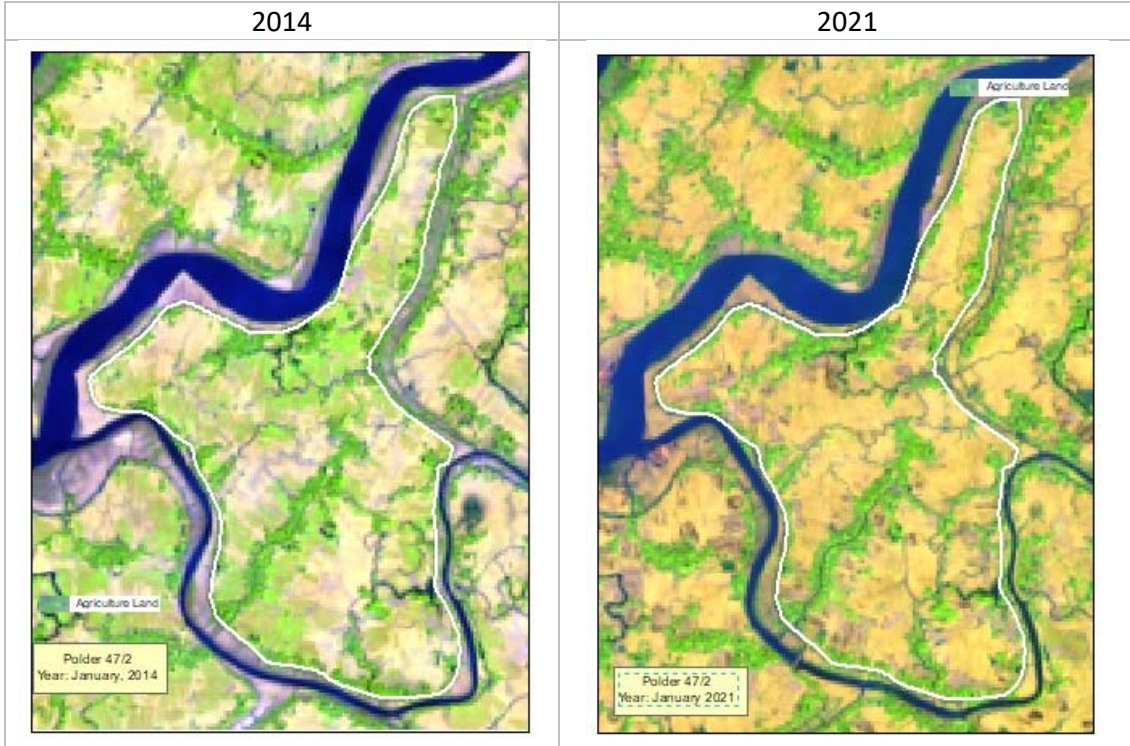 2014
2021
Agriculture Land
Polder 47/2
Year: January, 2014
Agriculture Land
Polder 47/2
Year: January 2021